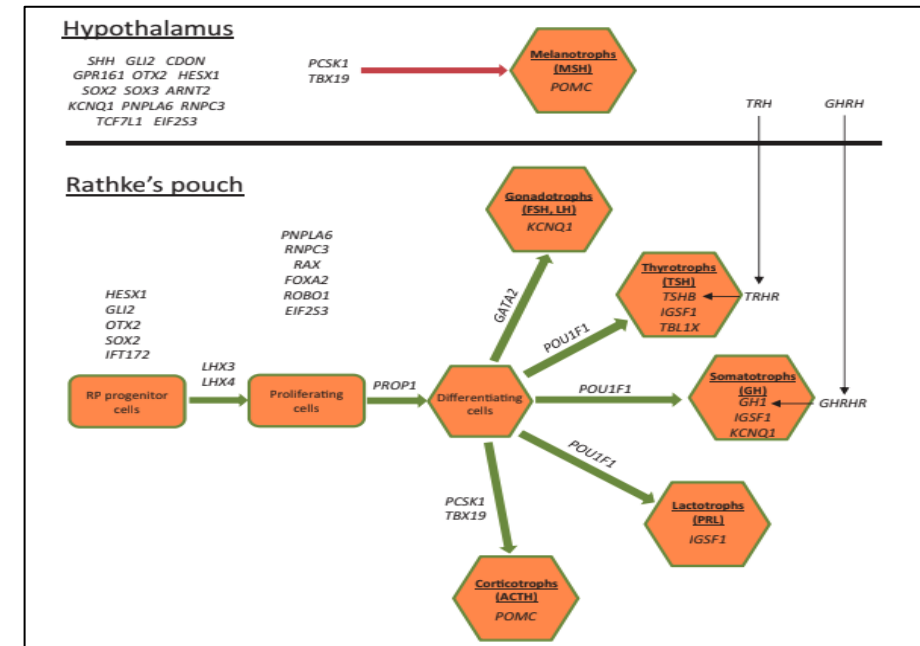 Hypothalamus
SHH GLI2 CDON
GPR161 OTX2 HESX1
SOX2 SOX3 ARNT2
KCNQ1 PNPLA6 RNPC3
TCF7L1 EIF2S3
PCSK1
TBX19
Melanotrophs
(MSH)
POMC
TRH
GHRH
Rathke's pouch
Gonadotrophs
(FSH, LH)
KCNQ1
PNPLA6
RNPC3
RAX
FOXA2
ROBO1
EIF2S3
GATA2
Thyrotrophs
(TSH)
TSHB
IGSF1
TBL1X
TRHR
HESX1
GLI2
OTX2
SOX2
IFT172
POU1F1
LHX3
LHX4
RP progenitor
cells
Proliferating
cells
PROP1
Differentiating
cells
POU1F1
Somatotrophs
(GH)
GH1
IGSF1
KCNQ1
GHRHR
POU1F1
PCSK1
TBX19
Lactotrophs
(PRL)
IGSF1
Corticotrophs
(ACTH)
POMC